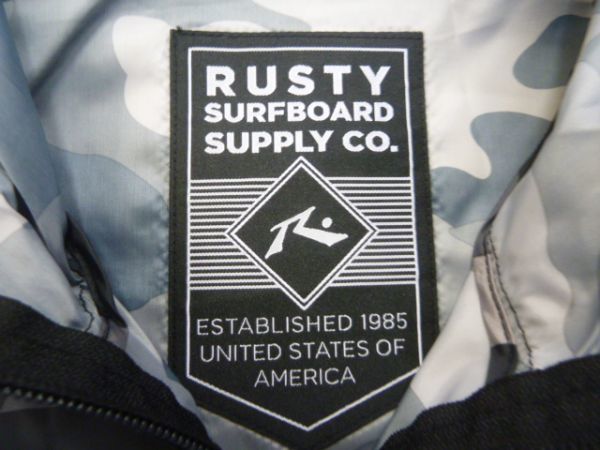 RUSTY
SURFBOARD
SUPPLY CO.
ESTABLISHED 1985
UNITED STATES OF
AMERICA